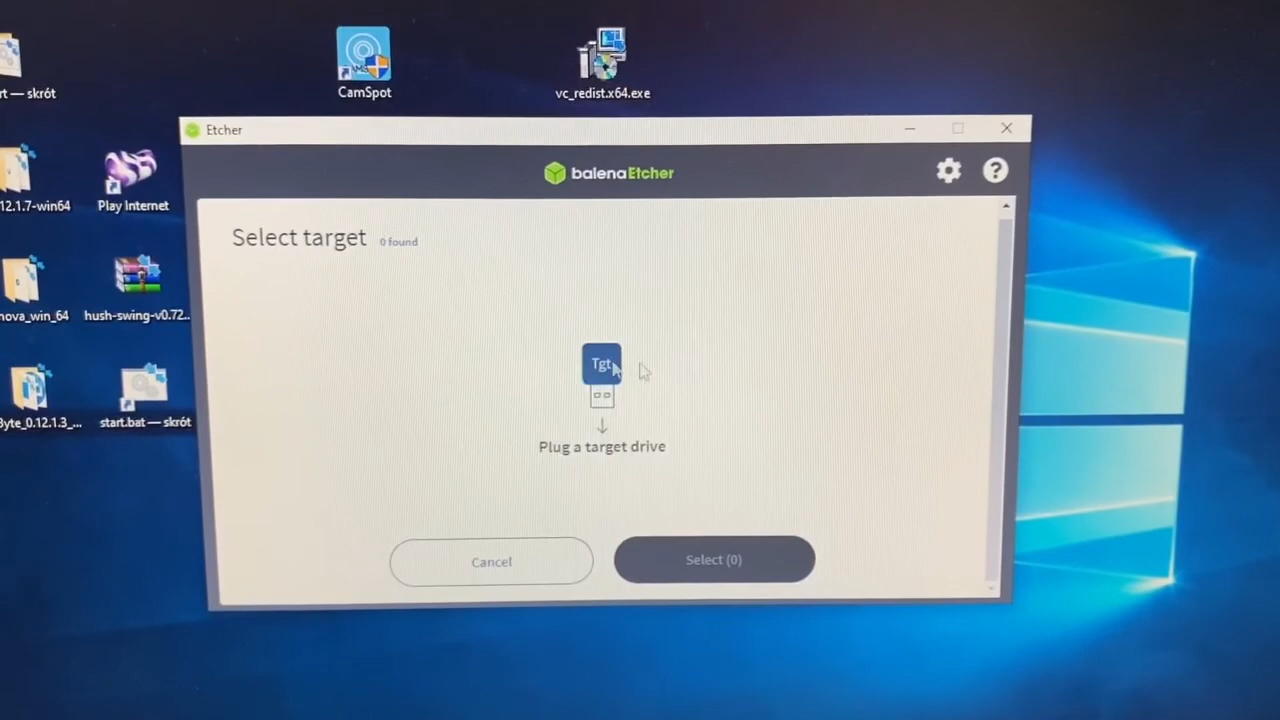 CamSpot
vc_redist.x64.exe
rt — skrót
Etcher
balenaEtcher
Select target 0 found
12.1.7-win64
Play Internet
nova_win_64
hush-swing-v0.72...
Tgt
Plug a target drive
Byte_0.12.1.3_...
start.bat — skrót
Cancel
Select (0)